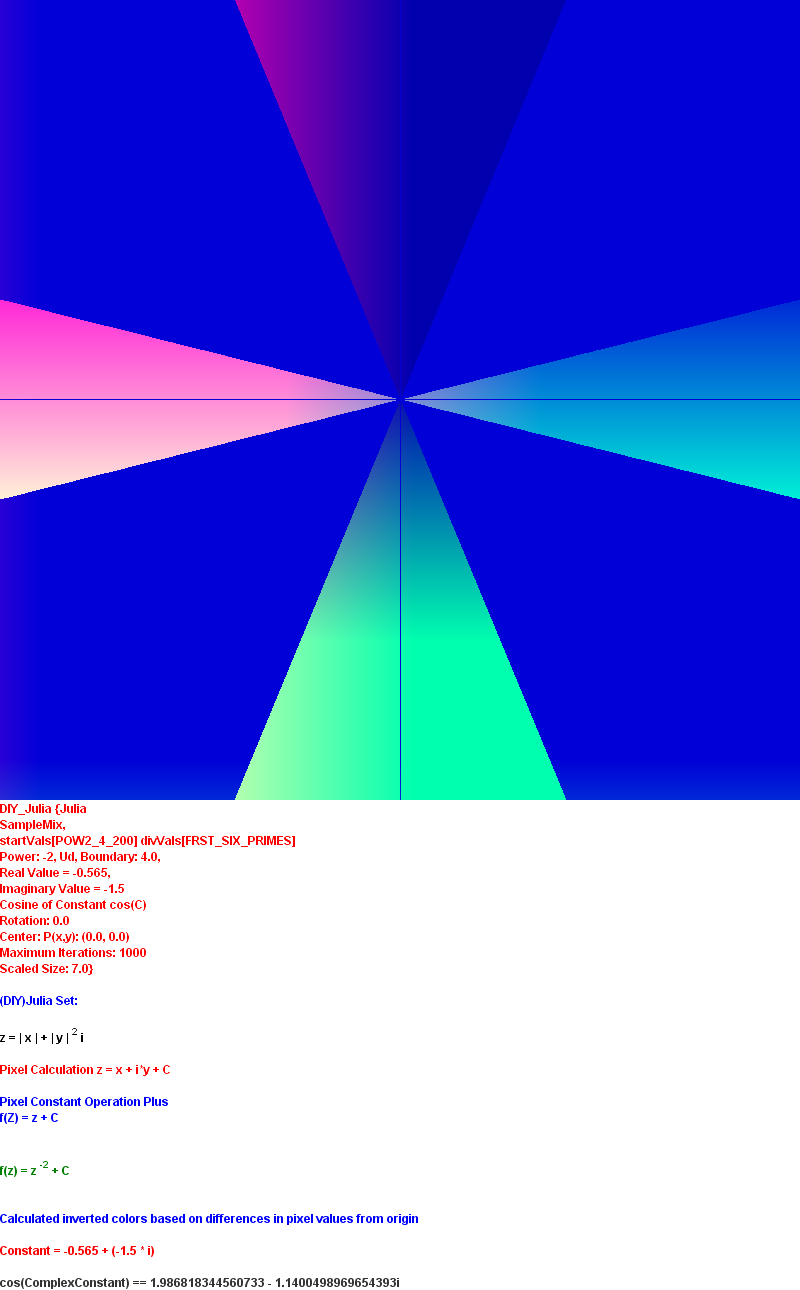 DIY_Julia {Julia
SampleMix,
startVals[POW2_4_200] divVals[FRST_SIX_PRIMES]
Power: -2, Ud, Boundary: 4.0,
Real Value = -0.565,
Imaginary Value = -1.5
Cosine of Constant cos(C)
Rotation: 0.0
Center: P(x,y): (0.0, 0.0)
Maximum Iterations: 1000
Scaled Size: 7.0}
(DIY)Julia Set:
z = | x | + | y | ² i
Pixel Calculation z = x + i*y + C
Pixel Constant Operation Plus
f(Z) = z + C
f(z) = z ⁻² + C
Calculated inverted colors based on differences in pixel values from origin
Constant = -0.565 + (-1.5 * i)
cos(ComplexConstant) == 1.986818344560733 - 1.1400498969654393i